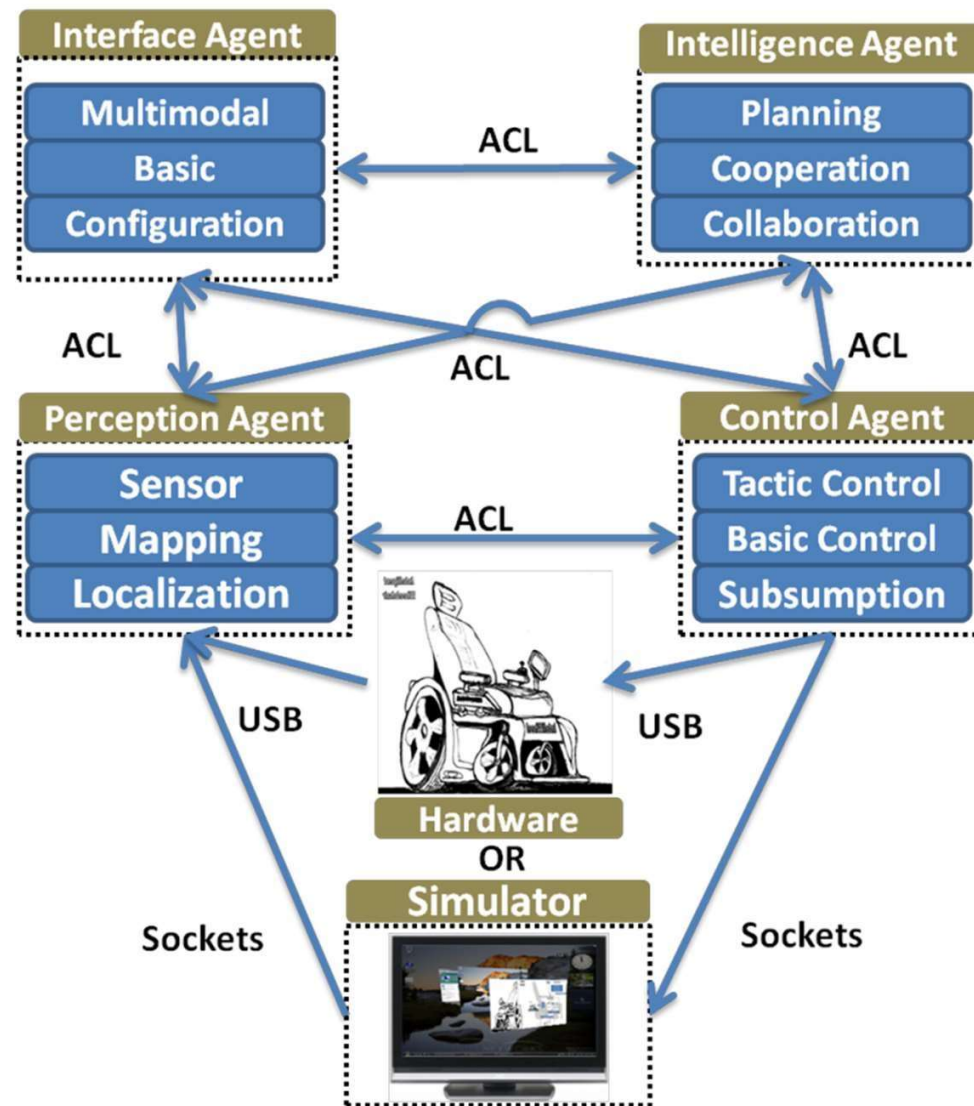 Interface Agent
Intelligence Agent
Multimodal
Basic
Configuration
ACL
Planning
Cooperation
Collaboration
ACL
ACL
ACL
Perception Agent
Control Agent
Sensor
Mapping
Localization
ACL
Tactic Control
Basic Control
Subsumption
USB
USB
Hardware
OR
Simulator
Sockets
Sockets